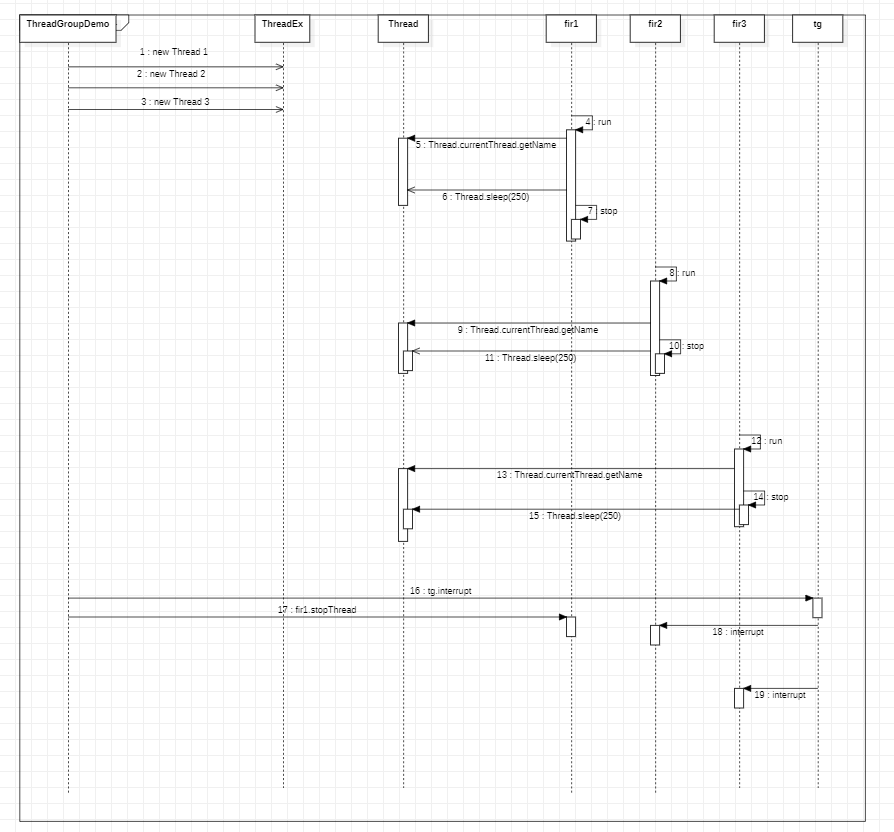 ThreadGroupDemo
ThreadEx
Thread
fir1
fir2
fir3
tg
1 : new Thread 1
2 : new Thread 2
3 : new Thread 3
4 : run
5 : Thread.currentThread.getName
6 : Thread.sleep(250)
7 : stop
8 : run
9 : Thread.currentThread.getName
10 : stop
11 : Thread.sleep(250)
12 : run
13 : Thread.currentThread.getName
14 : stop
15 : Thread.sleep(250)
16 : tg.interrupt
17 : fir1.stopThread
18 : interrupt
19 : interrupt